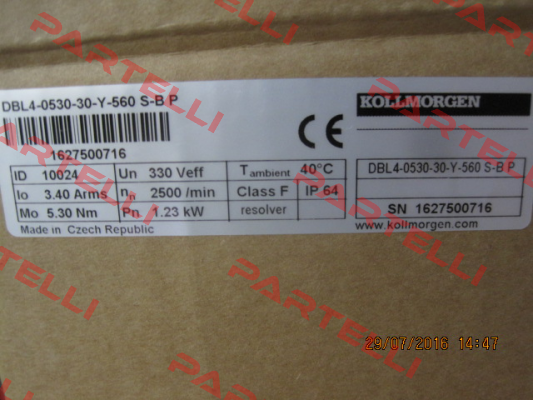 DBL4-0530-30-Y-560 S-B P
1627500716
ID 10024 Un 330 Veff Tambient 40°C
Io 3.40 Arms nn 2500 /min Class F IP 64
Mo 5.30 Nm Pn 1.23 kW resolver
Made in Czech Republic
CE
KOLLMORGEN
DBL4-0530-30-Y-560 S-B P
SN 1627500716
www.kollmorgen.com
29/07/2016 14:47
PARTELLI
PARTELLI
PARTELLI
PARTELLI
PARTELLI